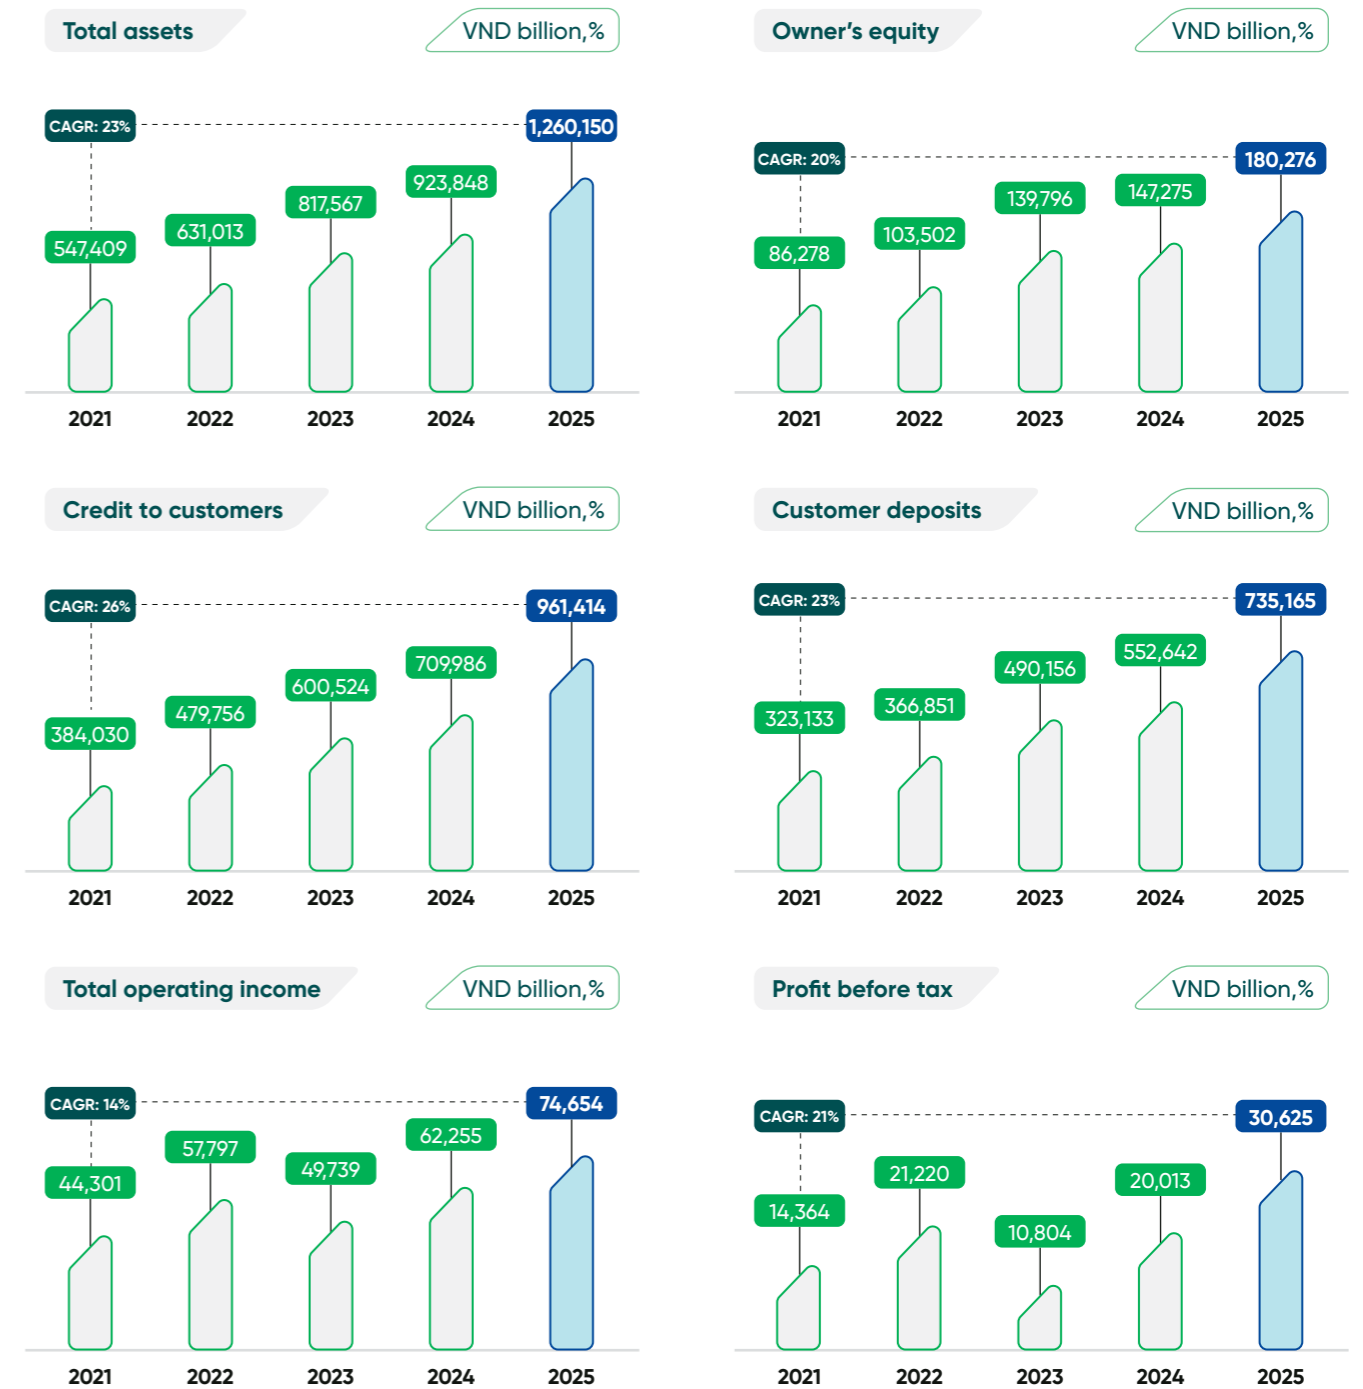 Total assets
VND billion,%
CAGR: 23%
1,260,150
923,848
817,567
631,013
547,409
2021 2022 2023 2024 2025
Owner's equity
VND billion,%
CAGR: 20%
180,276
147,275
139,796
103,502
86,278
2021 2022 2023 2024 2025
Credit to customers
VND billion,%
CAGR: 26%
961,414
709,986
600,524
479,756
384,030
2021 2022 2023 2024 2025
Customer deposits
VND billion,%
CAGR: 23%
735,165
552,642
490,156
366,851
323,133
2021 2022 2023 2024 2025
Total operating income
VND billion,%
CAGR: 14%
74,654
62,255
57,797
49,739
44,301
2021 2022 2023 2024 2025
Profit before tax
VND billion,%
CAGR: 21%
30,625
21,220
20,013
14,364
10,804
2021 2022 2023 2024 2025